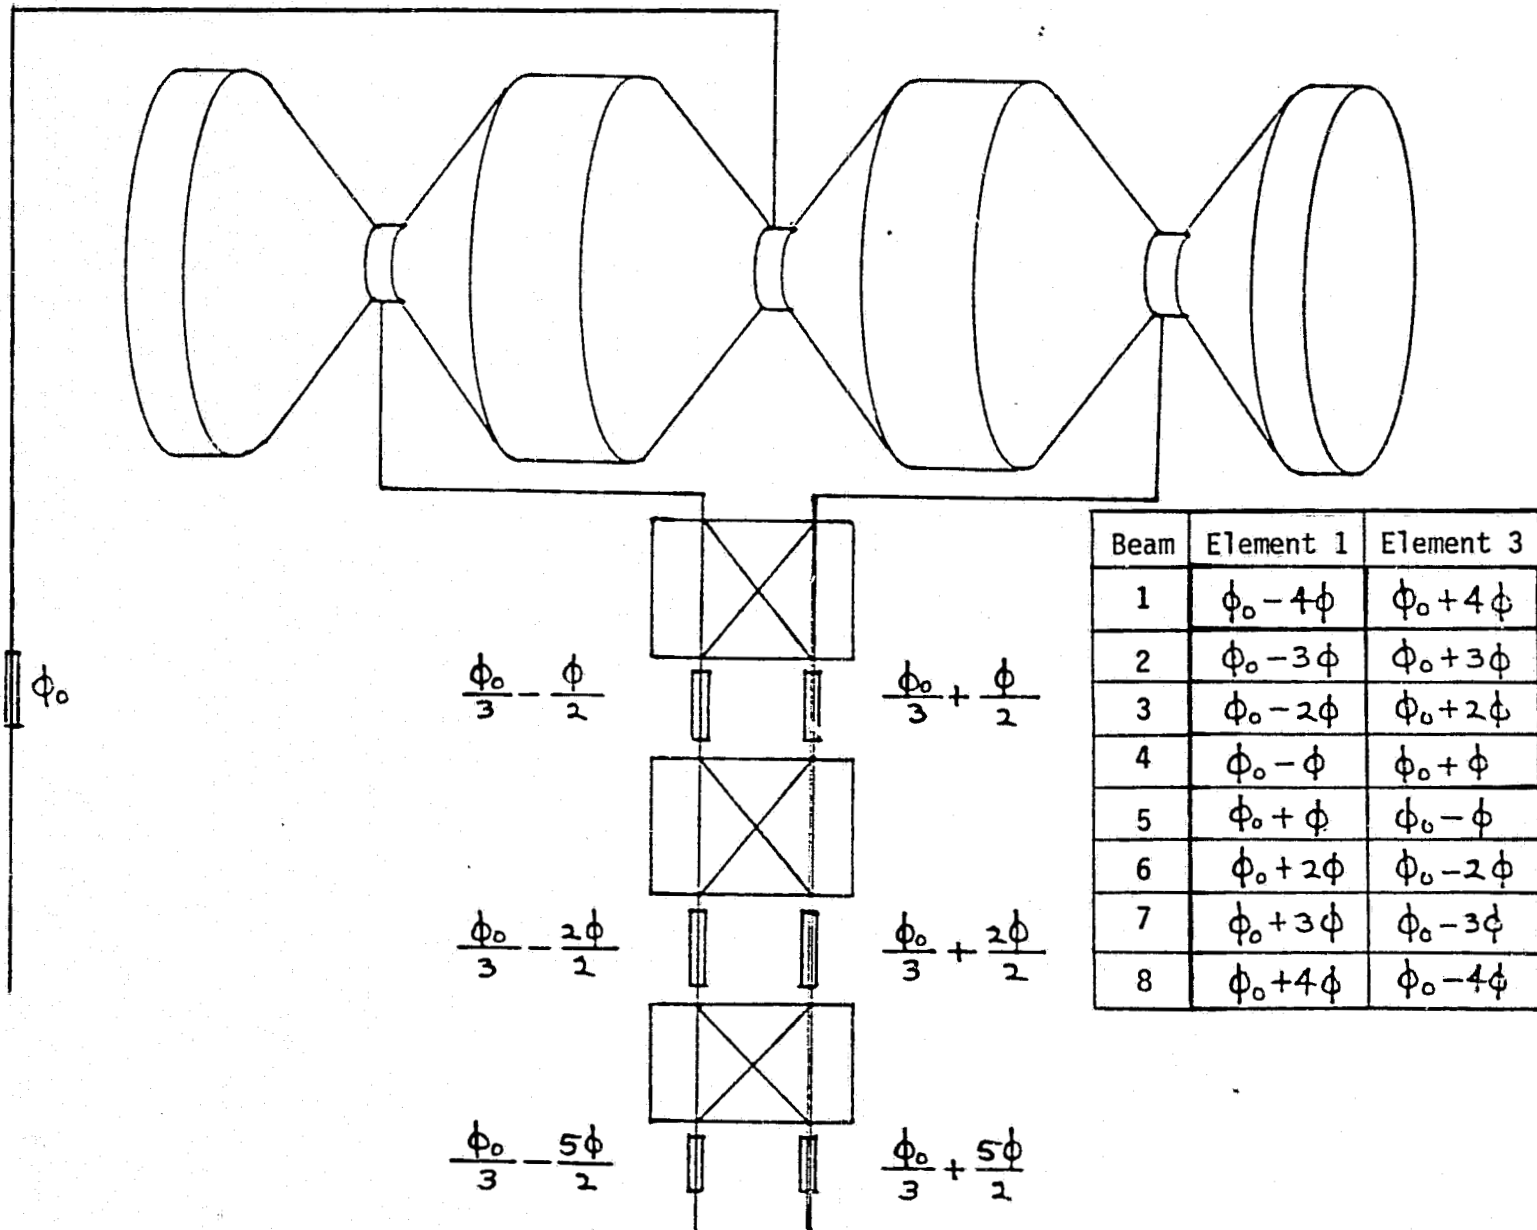 Beam Element 1 Element 3
1 ϕ₀ − 4ϕ ϕ₀ + 4ϕ
2 ϕ₀ − 3ϕ ϕ₀ + 3ϕ
3 ϕ₀ − 2ϕ ϕ₀ + 2ϕ
4 ϕ₀ − ϕ ϕ₀ + ϕ
5 ϕ₀ + ϕ ϕ₀ − ϕ
6 ϕ₀ + 2ϕ ϕ₀ − 2ϕ
7 ϕ₀ + 3ϕ ϕ₀ − 3ϕ
8 ϕ₀ + 4ϕ ϕ₀ − 4ϕ
ϕ₀
ϕ₀/3 − ϕ/2
ϕ₀/3 + ϕ/2
ϕ₀/3 − 2ϕ/2
ϕ₀/3 + 2ϕ/2
ϕ₀/3 − 5ϕ/2
ϕ₀/3 + 5ϕ/2